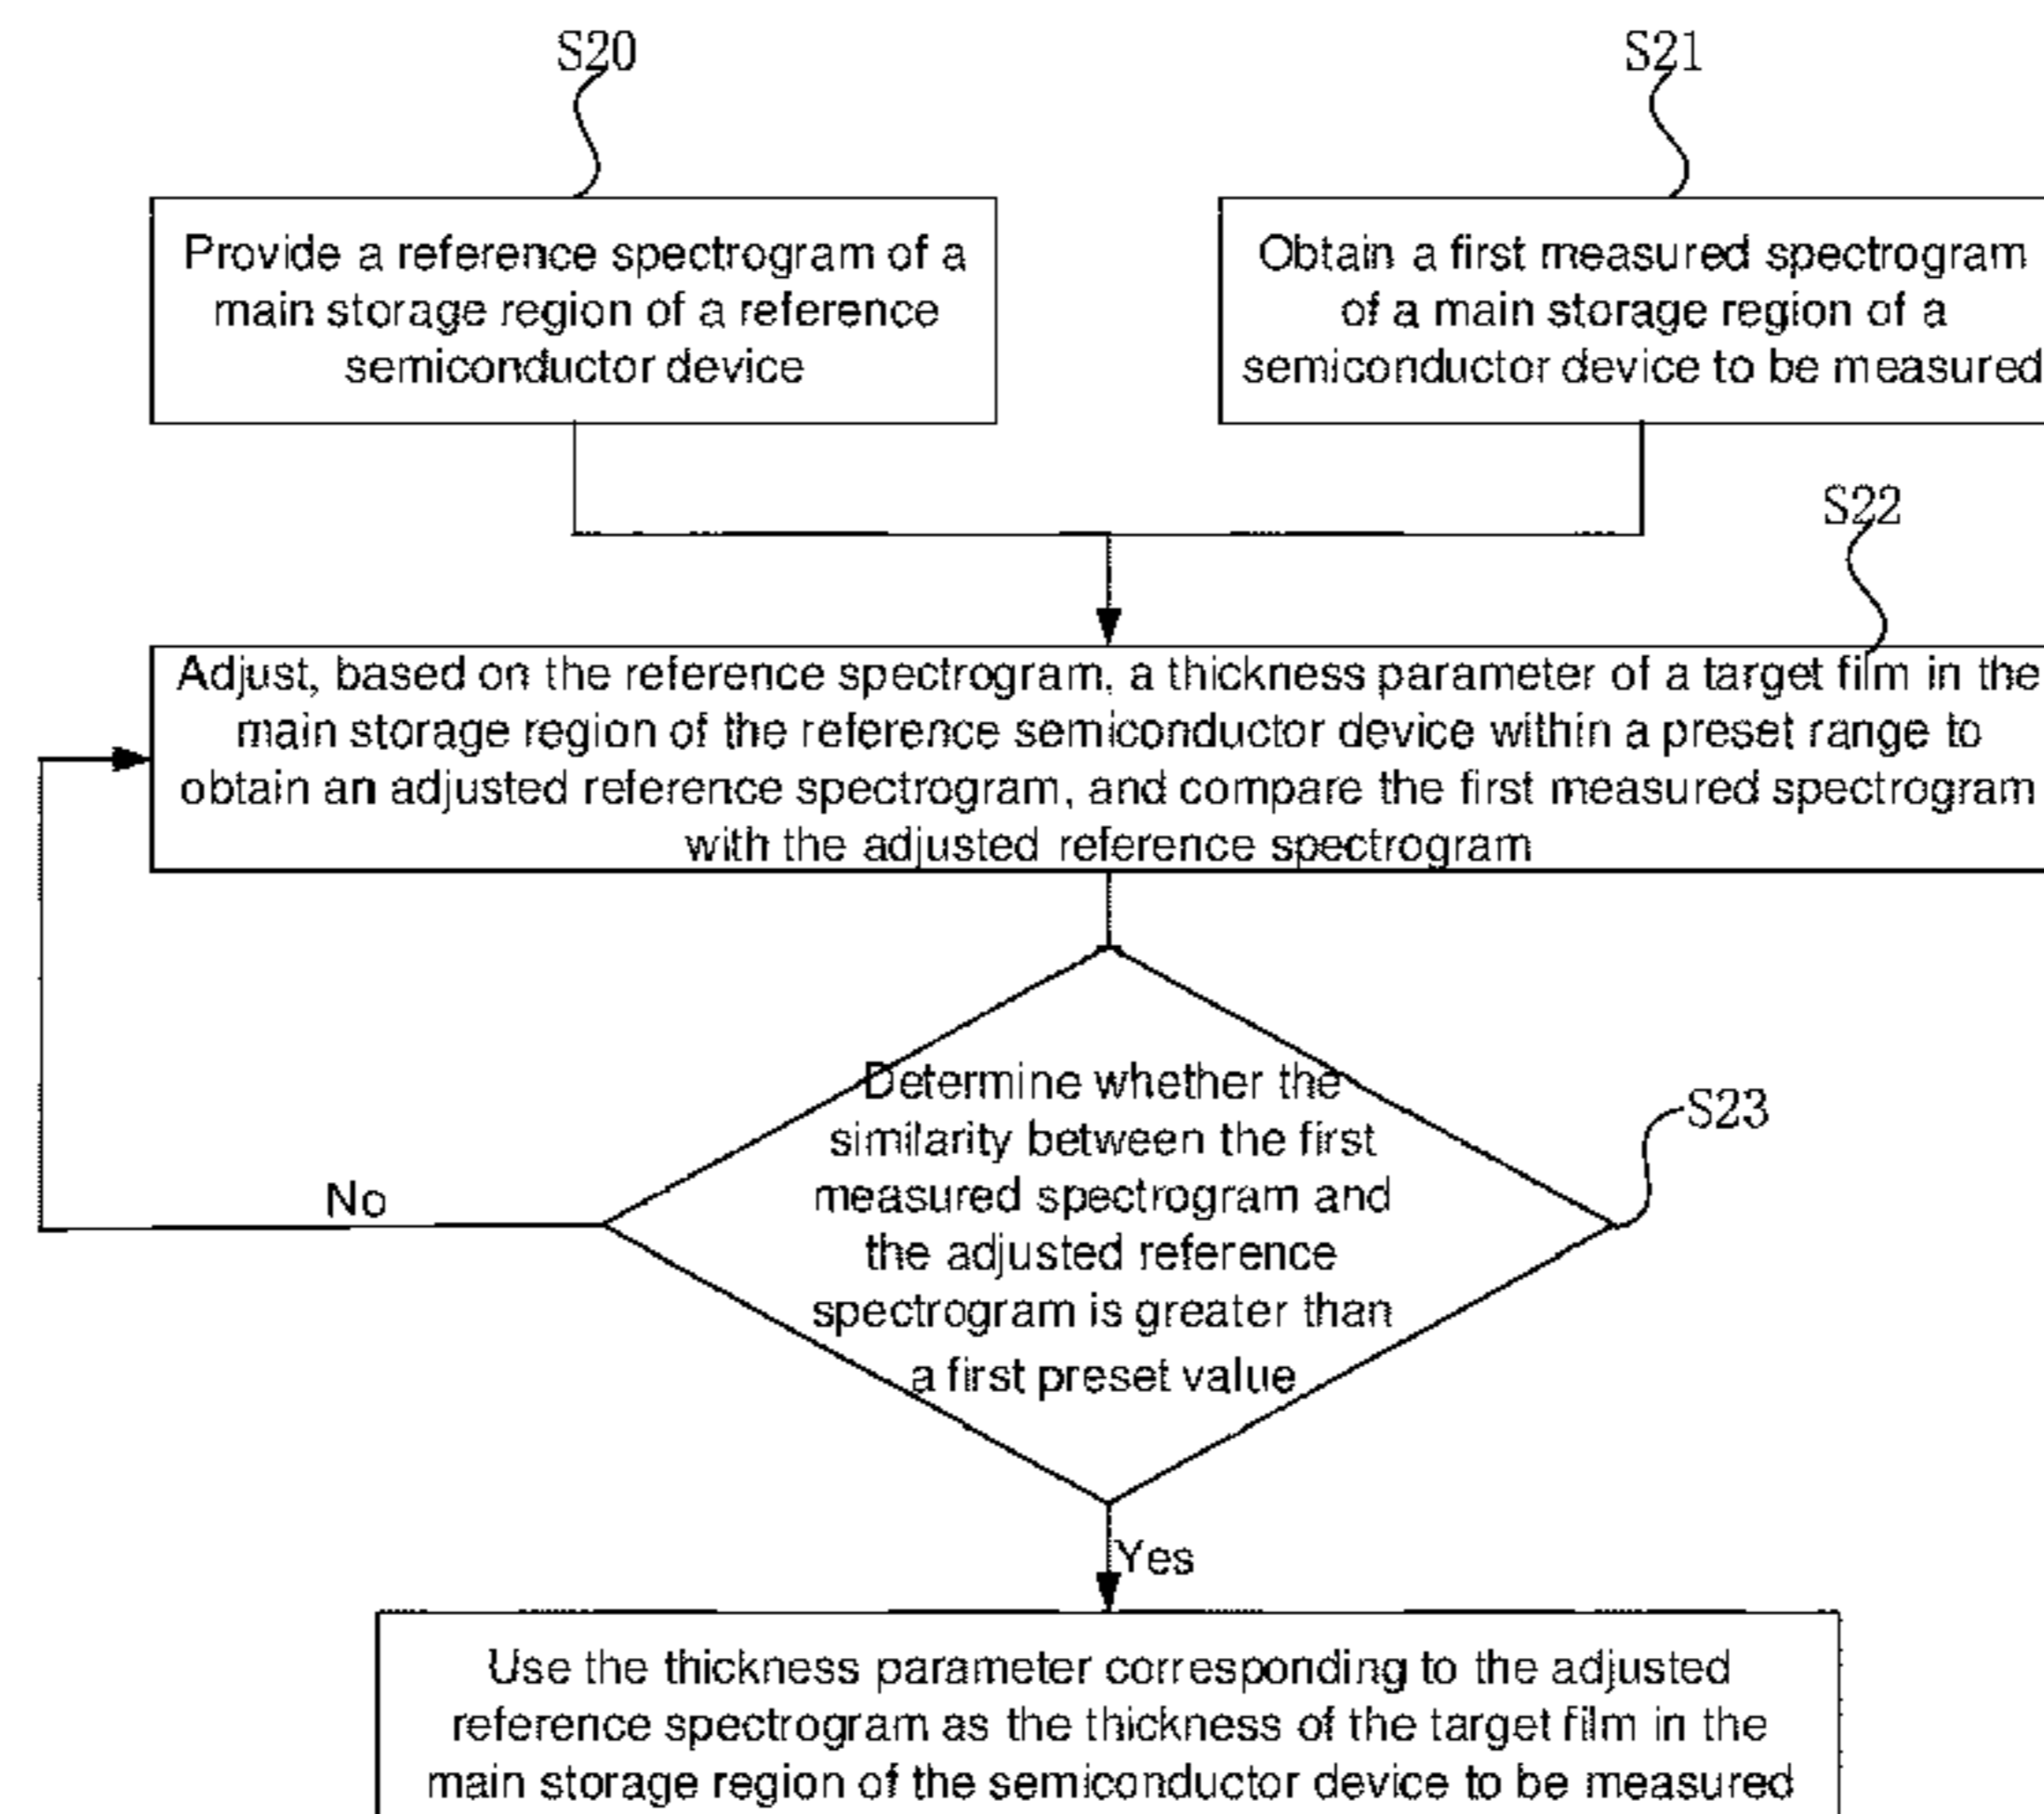 S20
S21
Provide a reference spectrogram of a
main storage region of a reference
semiconductor device
Obtain a first measured spectrogram
of a main storage region of a
semiconductor device to be measured
S22
Adjust, based on the reference spectrogram, a thickness parameter of a target film in the
main storage region of the reference semiconductor device within a preset range to
obtain an adjusted reference spectrogram, and compare the first measured spectrogram
with the adjusted reference spectrogram
Determine whether the
similarity between the first
measured spectrogram and
the adjusted reference
spectrogram is greater than
a first preset value
S23
No
Yes
Use the thickness parameter corresponding to the adjusted
reference spectrogram as the thickness of the target film in the
main storage region of the semiconductor device to be measured